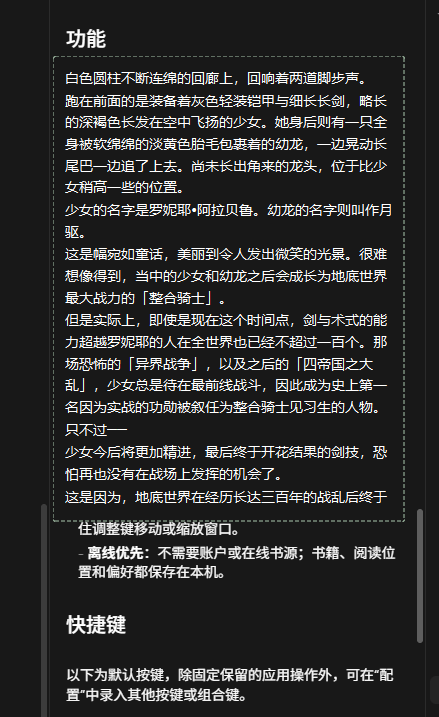 功能
白色圆柱不断连绵的回廊上，回响着两道脚步声。
跑在前面的是装备着灰色轻装铠甲与细长长剑，略长
的深褐色长发在空中飞扬的少女。她身后则有一只全
身被软绵绵的淡黄色胎毛包裹着的幼龙，一边晃动长
尾巴一边追了上去。尚未长出角来的龙头，位于比少
女稍高一些的位置。
少女的名字是罗妮耶•阿拉贝鲁。幼龙的名字则叫作月
驱。
这是幅宛如童话，美丽到令人发出微笑的光景。很难
想像得到，当中的少女和幼龙之后会成长为地底世界
最大战力的「整合骑士」。
但是实际上，即使是现在这个时间点，剑与术式的能
力超越罗妮耶的人在全世界也已经不超过一百个。那
场恐怖的「异界战争」，以及之后的「四帝国之大
乱」，少女总是待在最前线战斗，因此成为史上第一
名因为实战的功勋被叙任为整合骑士见习生的人物。
只不过──
少女今后将更加精进，最后终于开花结果的剑技，恐
怕再也没有在战场上发挥的机会了。
这是因为，地底世界在经历长达三百年的战乱后终于
住调整键移动或缩放窗口。
- 离线优先：不需要账户或在线书源；书籍、阅读位
置和偏好都保存在本机。
快捷键
以下为默认按键，除固定保留的应用操作外，可在“配
置”中录入其他按键或组合键。